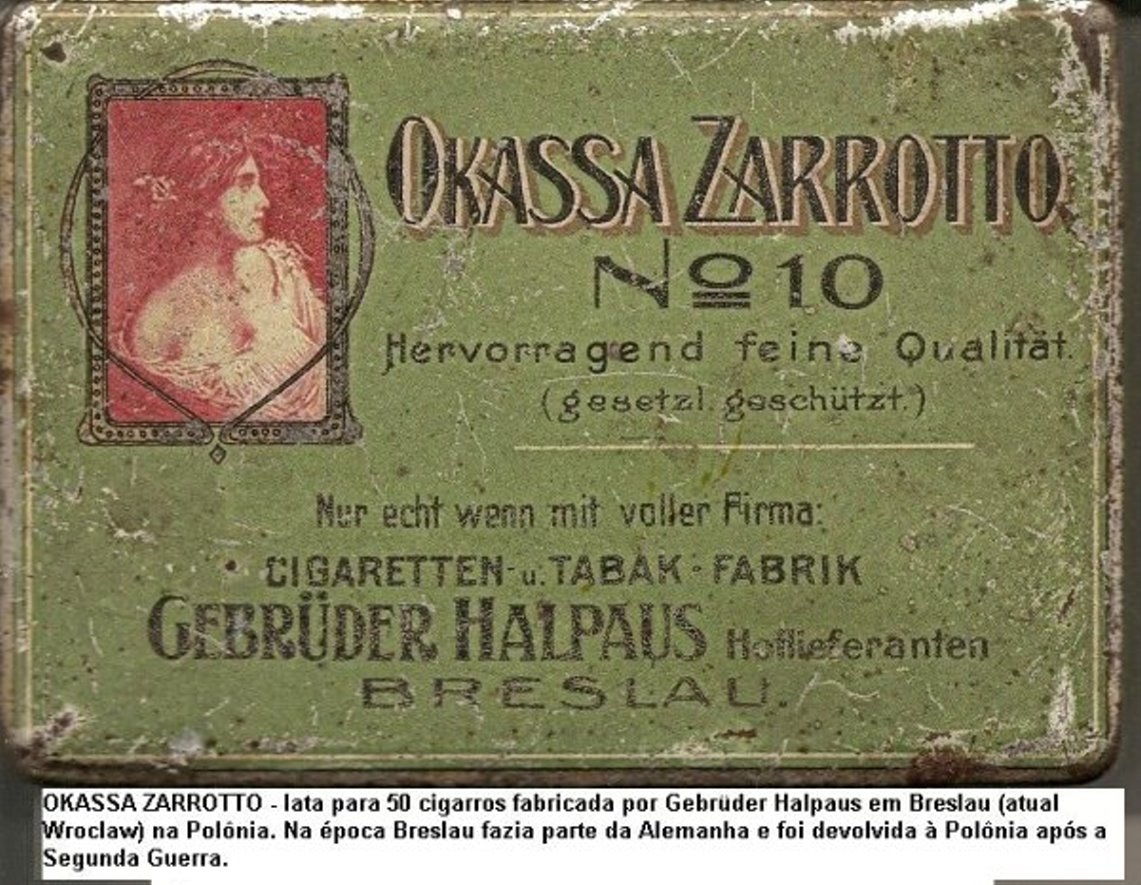 OKASSA ZARROTTO
No 10
Hervorragend feine Qualität.
(gesetzl. geschützt.)
Nur echt wenn mit voller Firma:
CIGARETTEN- u. TABAK - FABRIK
GEBRÜDER HALPAUS Hoflieferanten
BRESLAU.
OKASSA ZARROTTO - lata para 50 cigarros fabricada por Gebrüder Halpaus em Breslau (atual
Wroclaw) na Polônia. Na época Breslau fazia parte da Alemanha e foi devolvida à Polônia após a
Segunda Guerra.